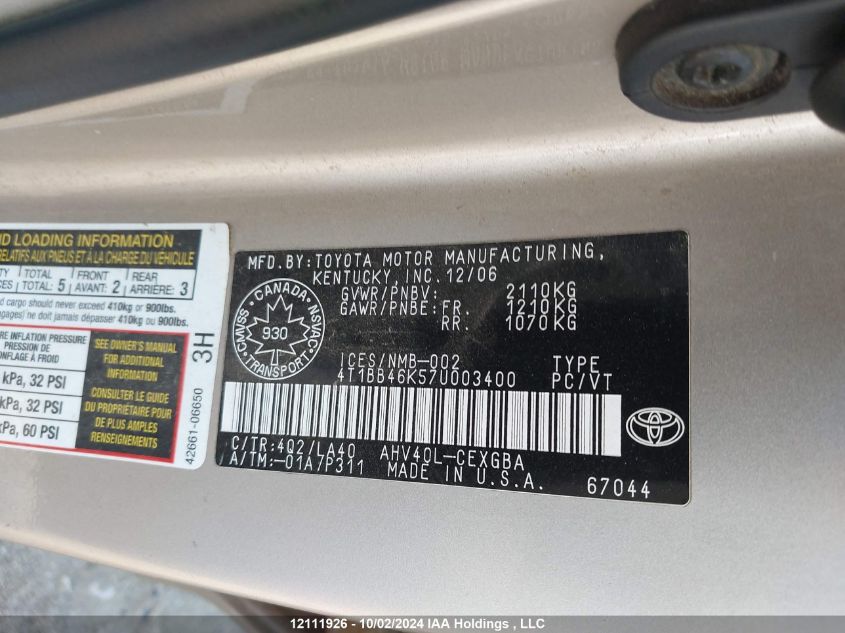 ND LOADING INFORMATION
RELATIFS AUX PNEUS ET À LA CHARGE DU VÉHICULE
TOTAL FRONT REAR
TOTAL: 5 AVANT: 2 ARRIÈRE: 3
d cargo should never exceed 410kg or 900lbs.
ne doit jamais dépasser 410kg ou 900lbs.
RE INFLATION PRESSURE
PRESSION DE
ONFLAGE À FROID
kPa, 32 PSI
kPa, 32 PSI
kPa, 60 PSI
SEE OWNER'S MANUAL
FOR ADDITIONAL
INFORMATION
CONSULTER LE GUIDE
DU PROPRIÉTAIRE POUR
DE PLUS AMPLES
RENSEIGNEMENTS
3H
42661-06650
MFD.BY:TOYOTA MOTOR MANUFACTURING,
KENTUCKY,INC.12/06
GVWR/PNBV: 2110KG
GAWR/PNBE:FR. 1210KG
RR. 1070KG
CANADA
CMVSS 930 NSVAC
TRANSPORT
ICES/NMB-002 TYPE
4T1BB46K57U003400 PC/VT
C/TR:4Q2/LA40 AHV40L-CEXGBA
A/TM:-01A/P311 MADE IN U.S.A.
67044
12111926 - 10/02/2024 IAA Holdings , LLC